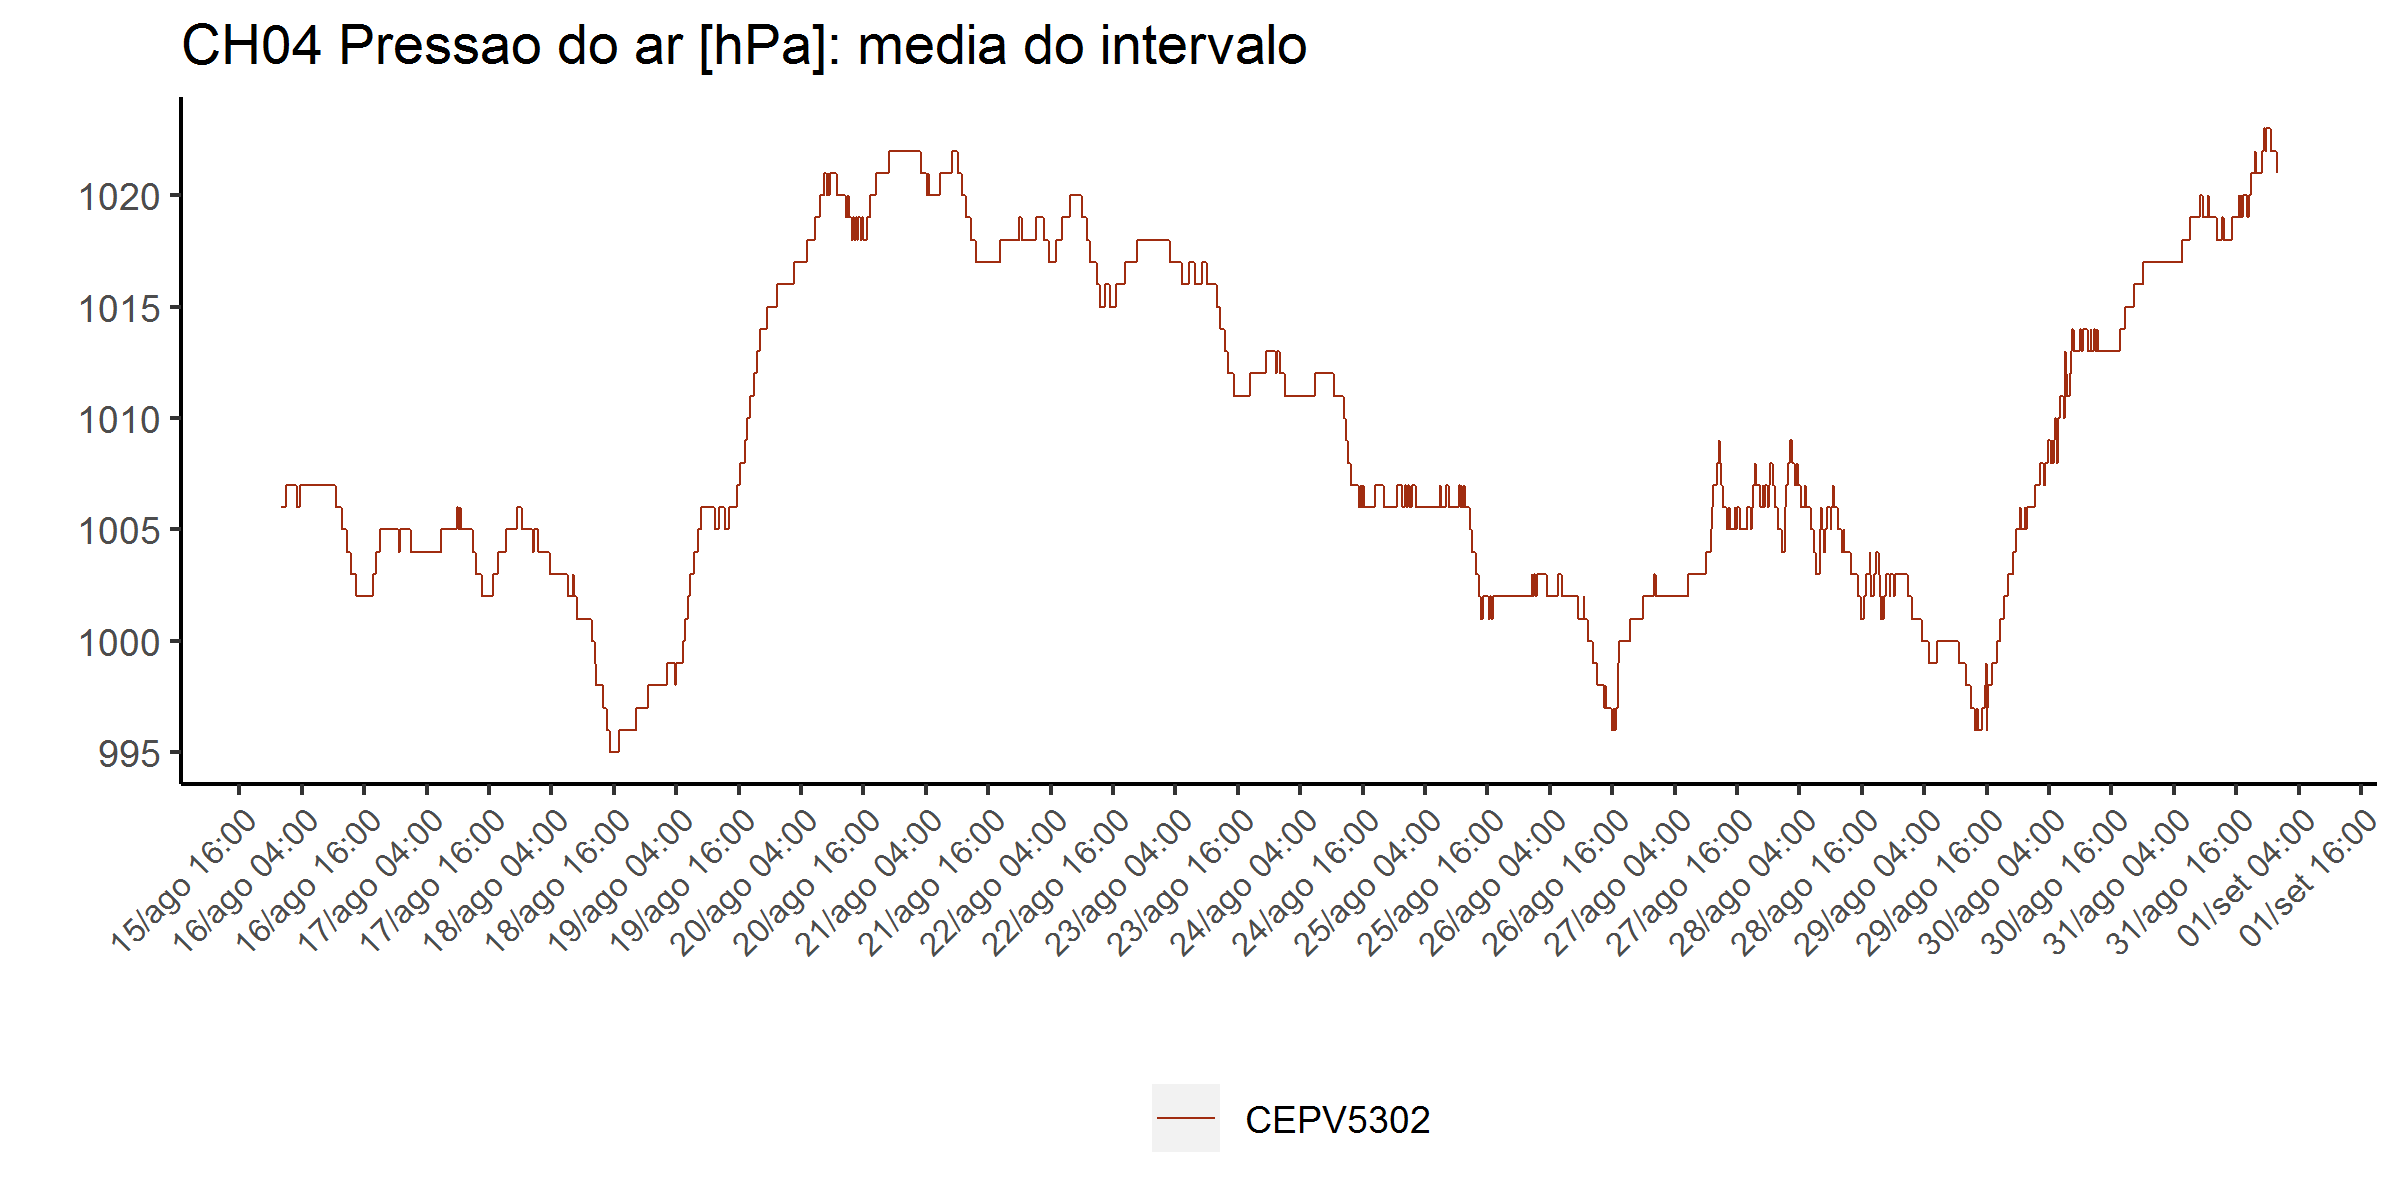 CH04 Pressao do ar [hPa]: media do intervalo
1020
1015
1010
1005
1000
995
15/ago 16:00
16/ago 04:00
16/ago 16:00
17/ago 04:00
17/ago 16:00
18/ago 04:00
18/ago 16:00
19/ago 04:00
19/ago 16:00
20/ago 04:00
20/ago 16:00
21/ago 04:00
21/ago 16:00
22/ago 04:00
22/ago 16:00
23/ago 04:00
23/ago 16:00
24/ago 04:00
24/ago 16:00
25/ago 04:00
25/ago 16:00
26/ago 04:00
26/ago 16:00
27/ago 04:00
27/ago 16:00
28/ago 04:00
28/ago 16:00
29/ago 04:00
29/ago 16:00
30/ago 04:00
30/ago 16:00
31/ago 04:00
31/ago 16:00
01/set 04:00
01/set 16:00
CEPV5302